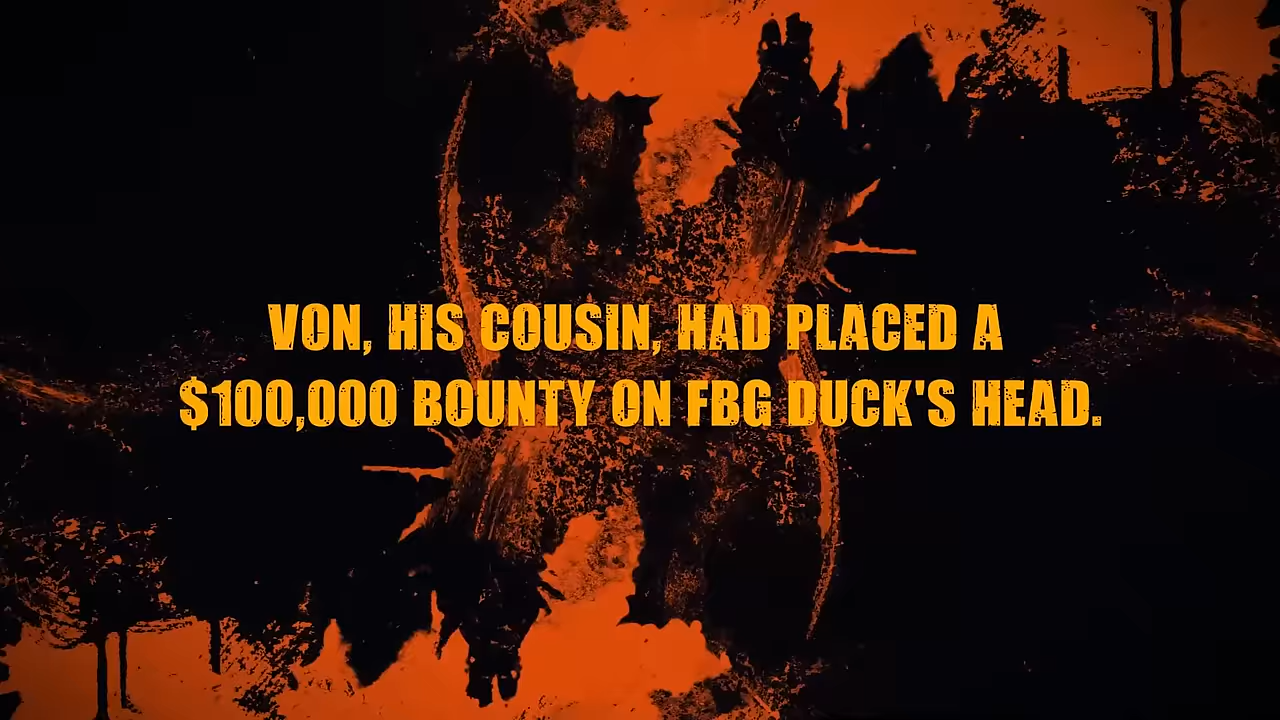 VON, HIS COUSIN, HAD PLACED A
$100,000 BOUNTY ON FBG DUCK'S HEAD.